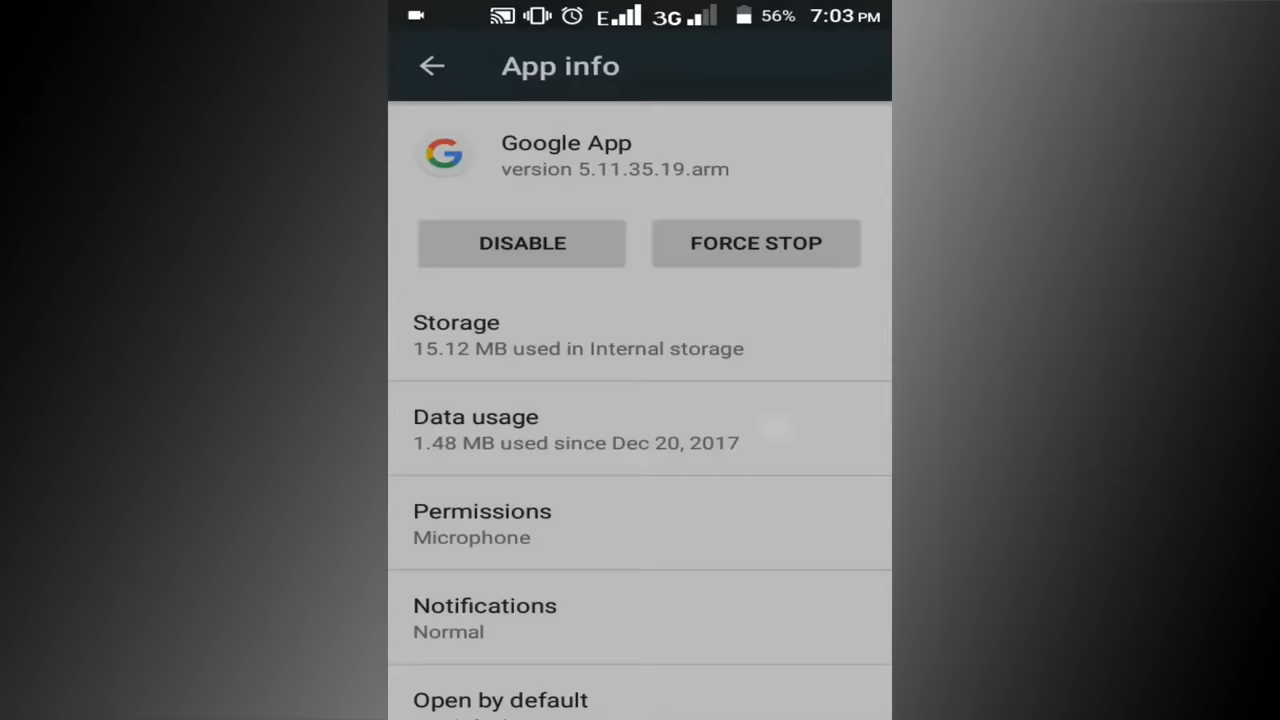 E 3G 56% 7:03 PM
App info
Google App
version 5.11.35.19.arm
DISABLE FORCE STOP
Storage
15.12 MB used in Internal storage
Data usage
1.48 MB used since Dec 20, 2017
Permissions
Microphone
Notifications
Normal
Open by default